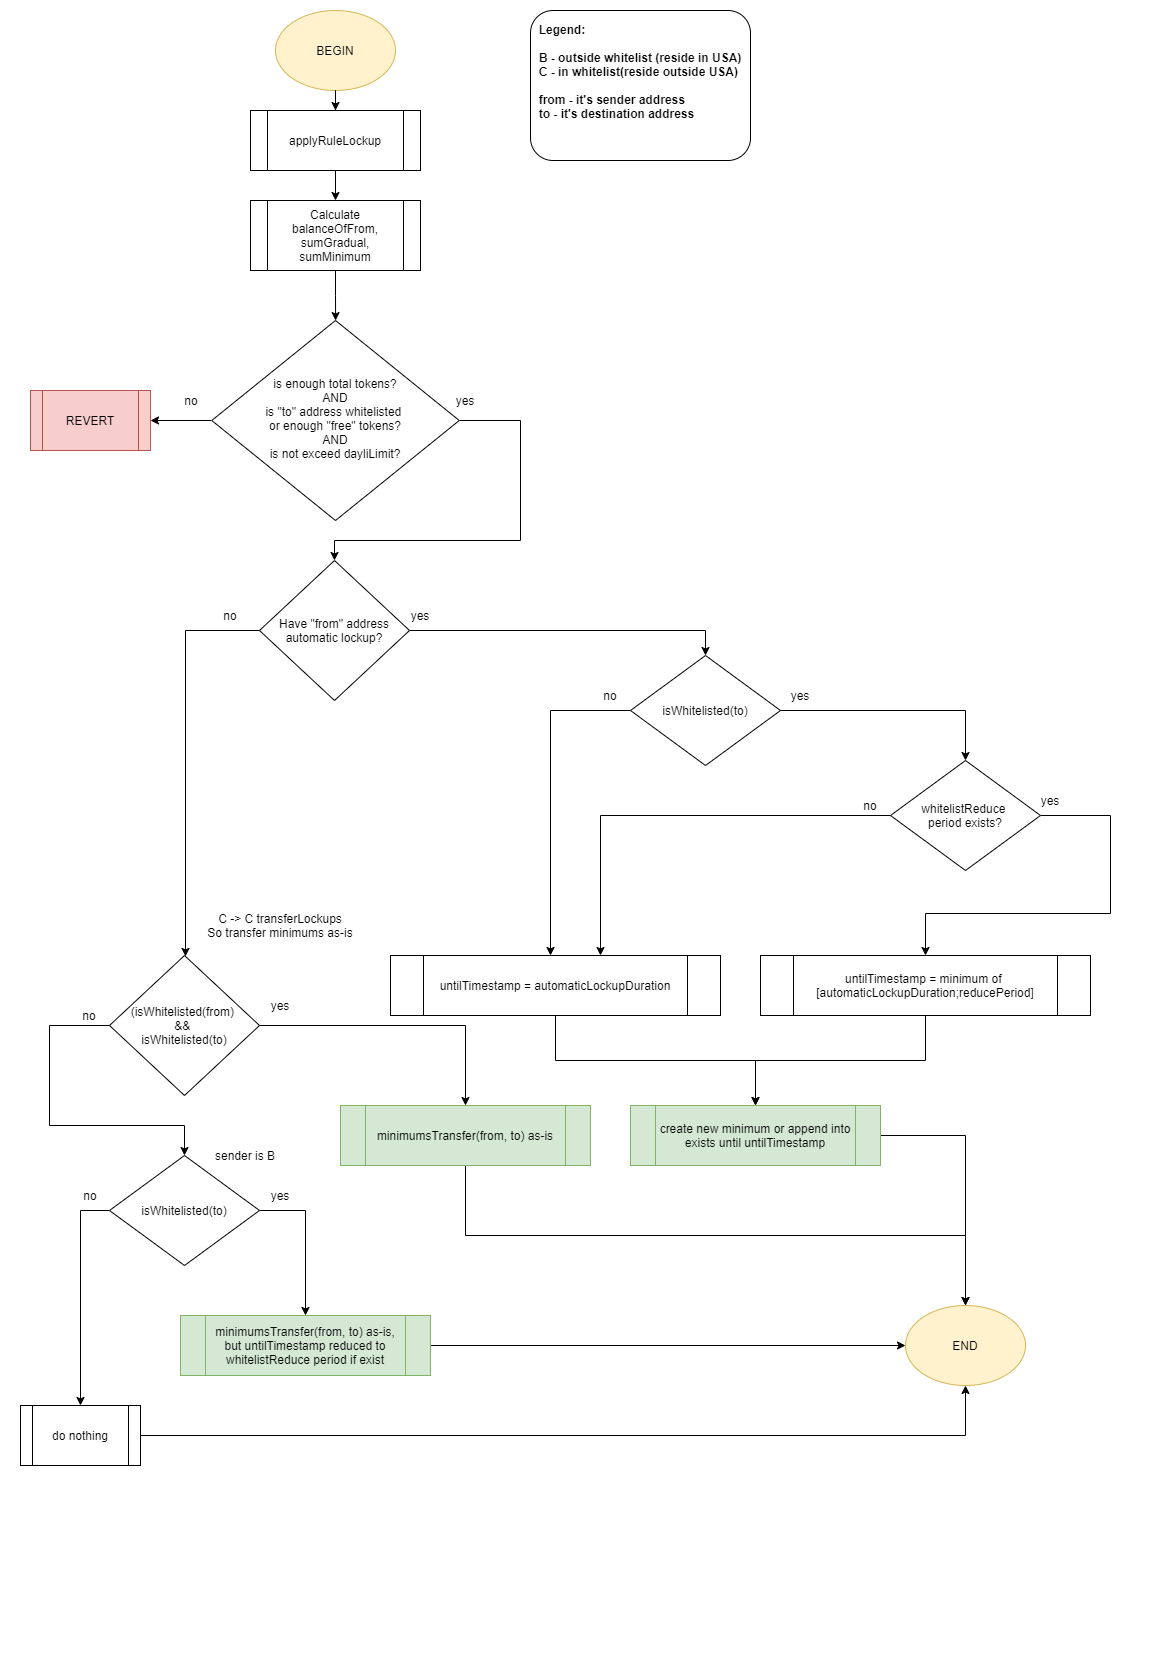 BEGIN
Legend:
B - outside whitelist (reside in USA)
C - in whitelist(reside outside USA)
from - it's sender address
to - it's destination address
applyRuleLockup
Calculate
balanceOfFrom,
sumGradual,
sumMinimum
is enough total tokens?
AND
is "to" address whitelisted
or enough "free" tokens?
AND
is not exceed dayliLimit?
no
yes
REVERT
Have "from" address
automatic lockup?
no
yes
isWhitelisted(to)
no
yes
whitelistReduce
period exists?
no
yes
C -> C transferLockups
So transfer minimums as-is
untilTimestamp = automaticLockupDuration
untilTimestamp = minimum of
[automaticLockupDuration;reducePeriod]
(isWhitelisted(from)
&&
isWhitelisted(to)
no
yes
minimumsTransfer(from, to) as-is
create new minimum or append into
exists until untilTimestamp
sender is B
isWhitelisted(to)
no
yes
minimumsTransfer(from, to) as-is,
but untilTimestamp reduced to
whitelistReduce period if exist
END
do nothing